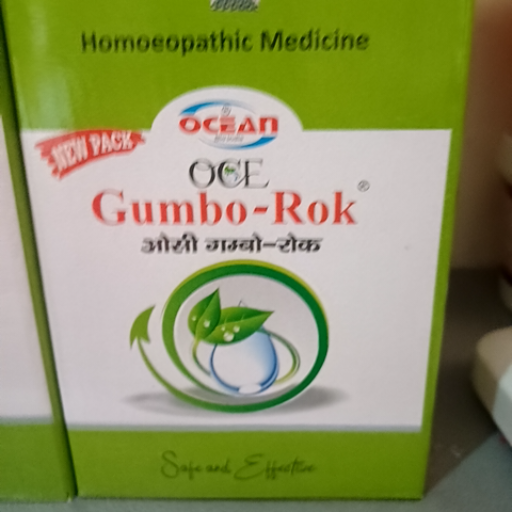 Homoeopathic Medicine
OCEAN
NEW PACK
OCE
Gumbo-Rok®
ओसी गम्बो-रोक
Safe and Effective